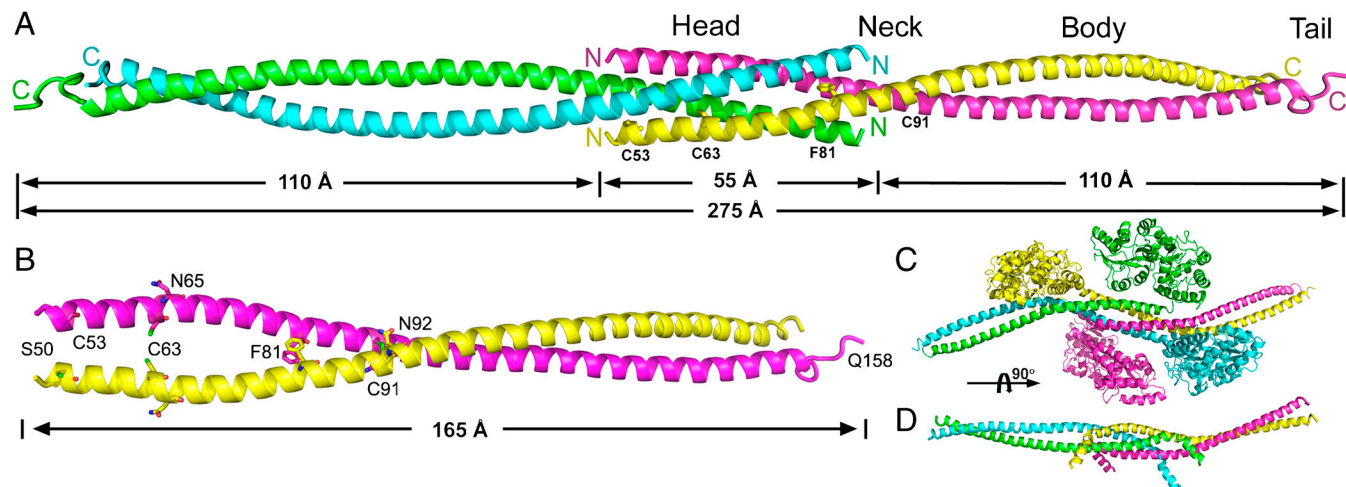 A
Head Neck Body Tail
C C N N C C
N N
C53 C63 F81 C91
110 Å 55 Å 110 Å
275 Å
B
N65
S50 C53 C63 F81 N92 C91 Q158
165 Å
C
90°
D